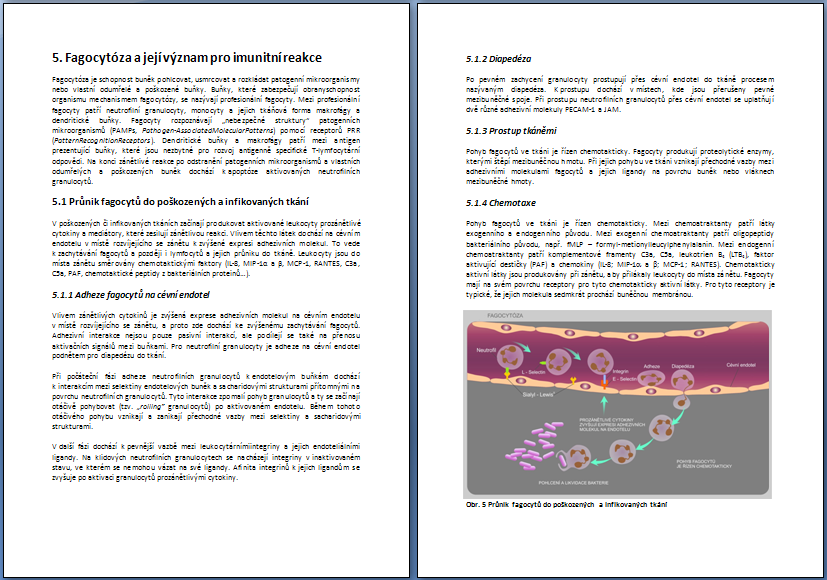 5. Fagocytóza a její význam pro imunitní reakce
Fagocytóza je schopnost buněk pohlcovat, usmrcovat a rozkládat patogenní mikroorganismy
nebo vlastní odumřelé a poškozené buňky. Buňky, které zabezpečují obranyschopnost
organismu mechanismem fagocytózy, se nazývají profesionální fagocyty. Mezi profesionální
fagocyty patří neutrofilní granulocyty, monocyty a jejich tkáňová forma makrofágy a
dendritické buňky. Fagocyty rozpoznávají „nebezpečné struktury“ patogenních
mikroorganismů (PAMPs, Pathogen-Associated Molecular Patterns) pomocí receptorů PRR
(Pattern Recognition Receptors). Dendritické buňky a makrofágy patří mezi antigen
prezentující buňky, které jsou nezbytné pro rozvoj antigenně specifické T-lymfocytární
odpovědi. Na konci zánětlivé reakce po odstranění patogenních mikroorganismů a vlastních
odumřelých a poškozených buněk dochází k apoptóze aktivovaných neutrofilních
granulocytů.
5.1 Průnik fagocytů do poškozených a infikovaných tkání
V poškozených či infikovaných tkáních začínají produkovat aktivované leukocyty prozánětlivé
cytokiny a mediátory, které zesilují zánětlivou reakci. Vlivem těchto látek dochází na cévním
endotelu v místě rozvíjejícího se zánětu k zvýšené expresi adhezivních molekul. To vede
k zachytávání fagocytů a později i lymfocytů a jejich průniku do tkání. Leukocyty jsou do
místa zánětu směrovány chemotaktickými faktory (IL-8, MIP-1α a β, MCP-1, RANTES, C3a,
C5a, PAF, chemotaktické peptidy z bakteriálních proteinů…).
5.1.1 Adheze fagocytů na cévní endotel
Vlivem zánětlivých cytokinů je zvýšená exprese adhezivních molekul na cévním endotelu
v místě rozvíjejícího se zánětu, a proto zde dochází ke zvýšenému zachytávání fagocytů.
Adhezivní interakce nejsou pouze pasivní interakcí, ale podílejí se také na přenosu
aktivačních signálů mezi buňkami. Pro neutrofilní granulocyty je adheze na cévní endotel
podnětem pro diapedézu do tkání.
Při počáteční fázi adheze neutrofilních granulocytů k endotelovým buňkám dochází
k interakcím mezi selektiny endotelových buněk a sacharidovými strukturami přítomnými na
povrchu neutrofilních granulocytů. Tyto interakce zpomalí pohyb granulocytů a ty se začínají
otáčivě pohybovat (tzv. „rolling“ granulocytů) po aktivovaném endotelu. Během tohoto
otáčivého pohybu vznikají a zanikají přechodné vazby mezi selektiny a sacharidovými
strukturami.
V další fázi dochází k pevnější vazbě mezi leukocytárními integriny a jejich endoteliálními
ligandy. Na klidových neutrofilních granulocytech se nacházejí integriny v inaktivovaném
stavu, ve kterém se nemohou vázat na své ligandy. Afinita integrinů k jejich ligandům se
zvyšuje po aktivaci granulocytů prozánětlivými cytokiny.
5.1.2 Diapedéza
Po pevném zachycení granulocyty prostupují přes cévní endotel do tkáně procesem
nazývaným diapedéza. K prostupu dochází v místech, kde jsou přerušeny pevné
mezibuněčné spoje. Při prostupu neutrofilních granulocytů přes cévní endotel se uplatňují
dvě různé adhezivní molekuly PECAM-1 a JAM.
5.1.3 Prostup tkáněmi
Pohyb fagocytů ve tkáni je řízen chemotakticky. Fagocyty produkují proteolytické enzymy,
kterými štěpí mezibuněčnou hmotu. Při jejich pohybu ve tkáni vznikají přechodné vazby mezi
adhezivními molekulami fagocytů a jejich ligandy na povrchu buněk nebo vláknech
mezibuněčné hmoty.
5.1.4 Chemotaxe
Pohyb fagocytů ve tkáni je řízen chemotakticky. Mezi chemoatraktanty patří látky
exogenního a endogenního původu. Mezi exogenní chemoatraktanty patří oligopeptidy
bakteriálního původu, např. fMLP – formyl-metionylleucylphenylalanin. Mezi endogenní
chemoatraktanty patří komplementové framenty C3a, C5a, leukotrien B₄ (LTB₄), faktor
aktivující destičky (PAF) a chemokiny (IL-8; MIP-1α a β; MCP-1; RANTES). Chemotakticky
aktivní látky jsou produkovány při zánětu, aby přilákaly leukocyty do místa zánětu. Fagocyty
mají na svém povrchu receptory pro tyto chemotakticky aktivní látky. Pro tyto receptory je
typické, že jejich molekula sedmkrát prochází buněčnou membránou.
FAGOCYTÓZA:
Neutrofil
L - Selectin
Sialyl - Lewisˣ
Integrin
E - Selectin
Adheze
Diapedéza
Cévní endotel
PROZÁNĚTLIVÉ CYTOKINY
ZVYŠUJE EXPRESI ADHEZIVNÍCH
MOLEKUL NA ENDOTELU
POHYB FAGOCYTŮ
JE ŘÍZEN CHEMOTAKTICKY
POHLCENÍ A LIKVIDACE BAKTERIE
Obr. 5 Průnik fagocytů do poškozených a infikovaných tkání